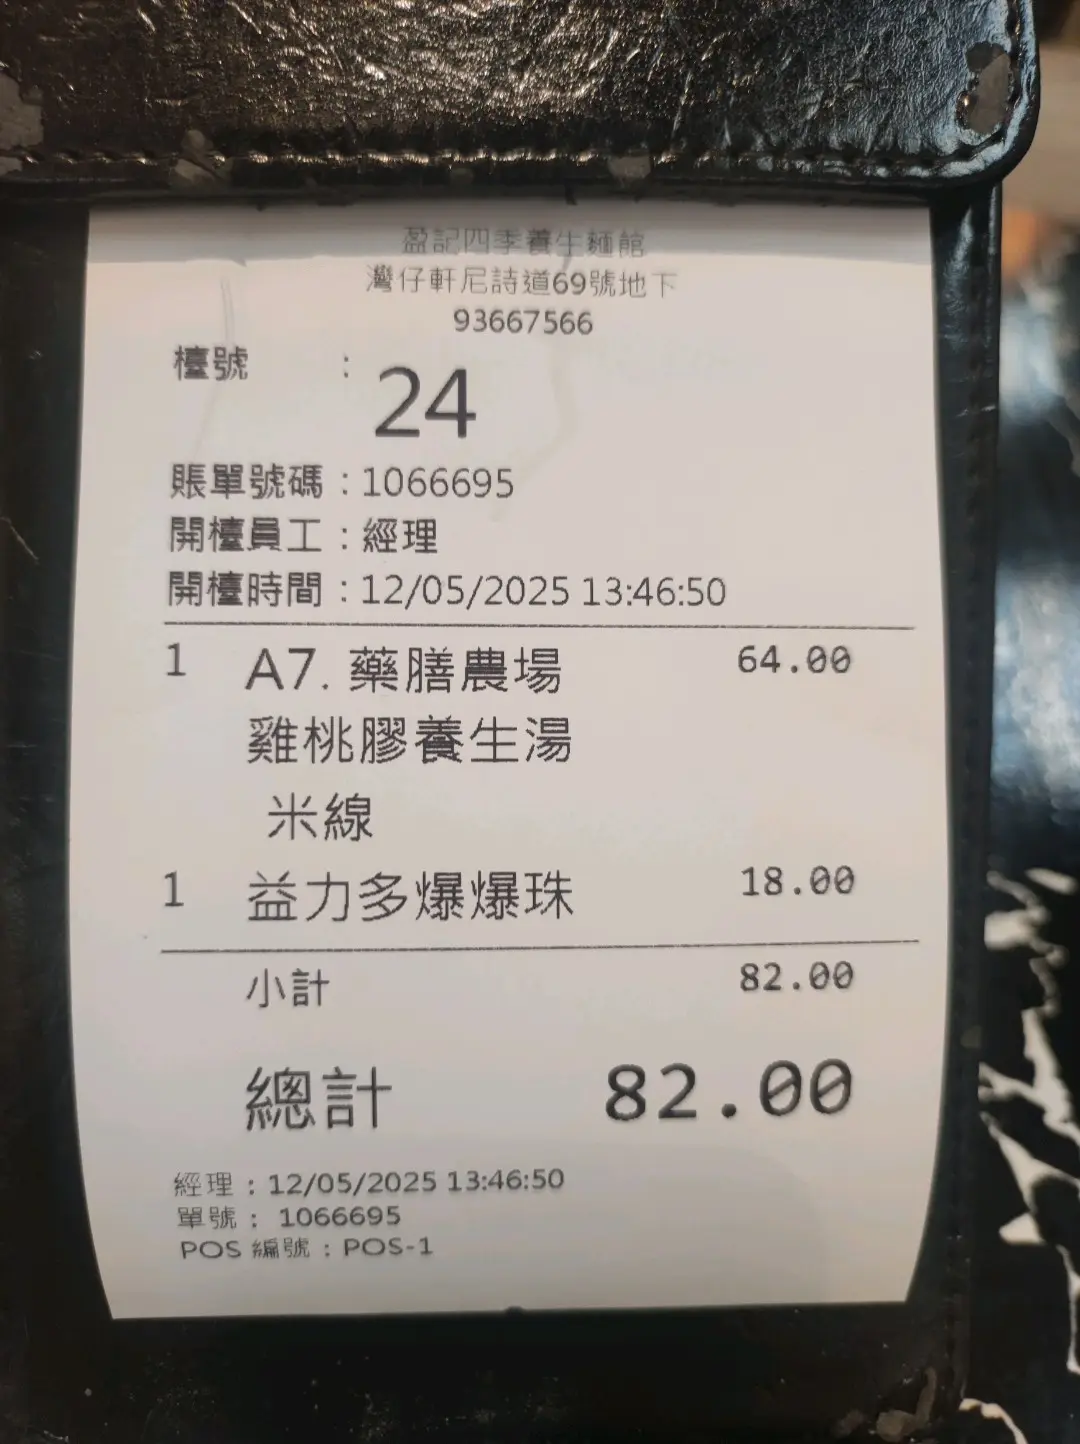 盈記四季養生麵館
灣仔軒尼詩道69號地下
93667566
檯號 : 24
賬單號碼 : 1066695
開檯員工 : 經理
開檯時間 : 12/05/2025 13:46:50
1 A7. 藥膳農場 64.00
雞桃膠養生湯
米線
1 益力多爆爆珠 18.00
小計 82.00
總計 82.00
經理 : 12/05/2025 13:46:50
單號 : 1066695
POS 編號 : POS-1